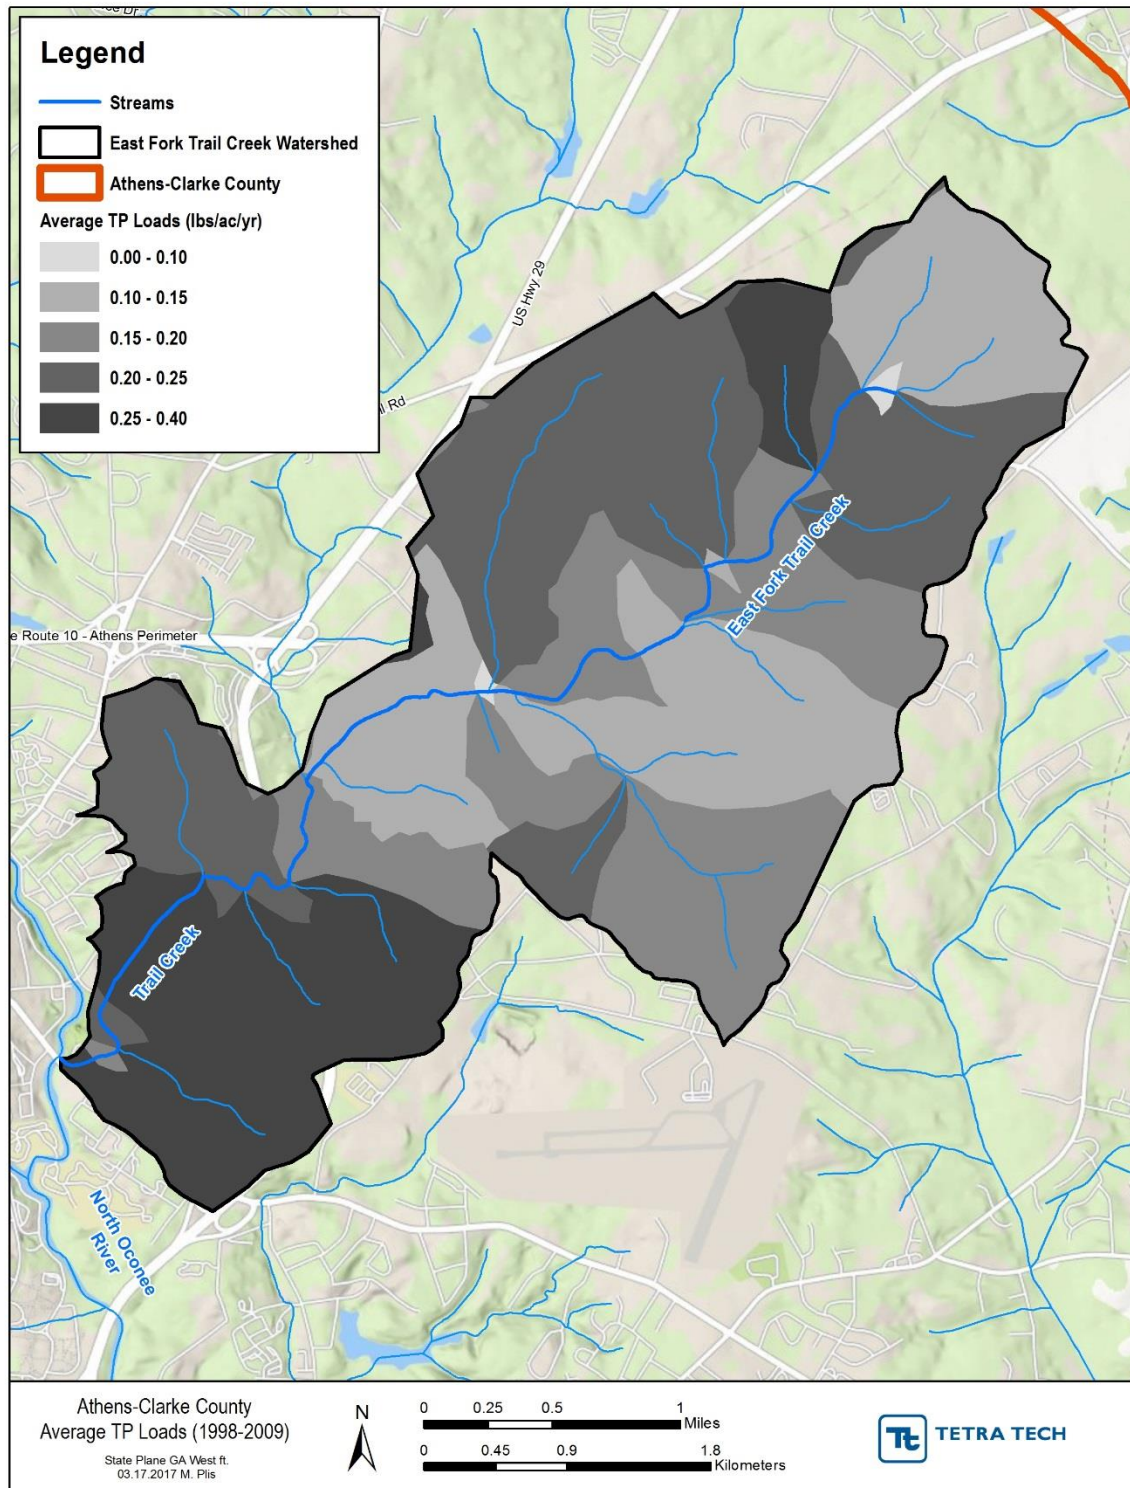 ce Dr
Legend
Streams
East Fork Trail Creek Watershed
Athens-Clarke County
Average TP Loads (lbs/ac/yr)
0.00 - 0.10
0.10 - 0.15
0.15 - 0.20
0.20 - 0.25
0.25 - 0.40
US Hwy 29
il Rd
East Fork Trail Creek
e Route 10 - Athens Perimeter
Trail Creek
North Oconee
River
Athens-Clarke County
Average TP Loads (1998-2009)
State Plane GA West ft.
03.17.2017 M. Plis
N
0 0.25 0.5 1
Miles
0 0.45 0.9 1.8
Kilometers
Tt TETRA TECH